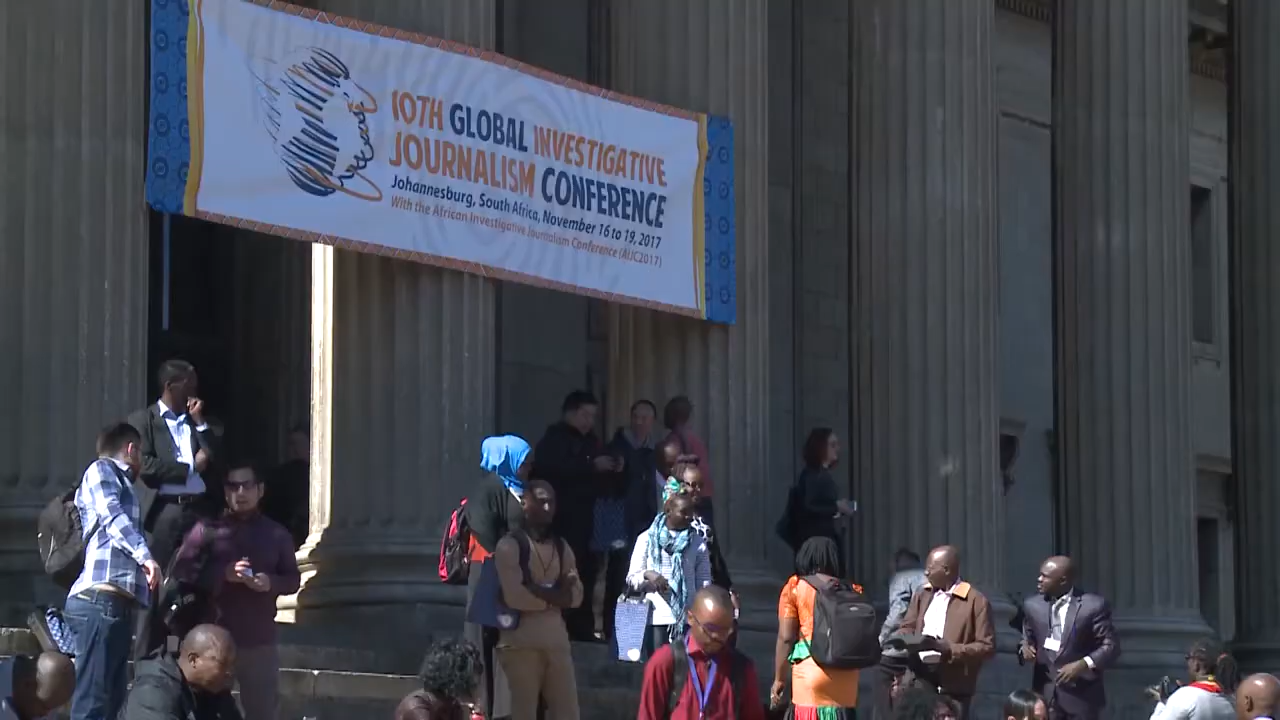 10TH GLOBAL INVESTIGATIVE
JOURNALISM CONFERENCE
Johannesburg, South Africa, November 16 to 19, 2017
With the African Investigative Journalism Conference (AIJC2017)